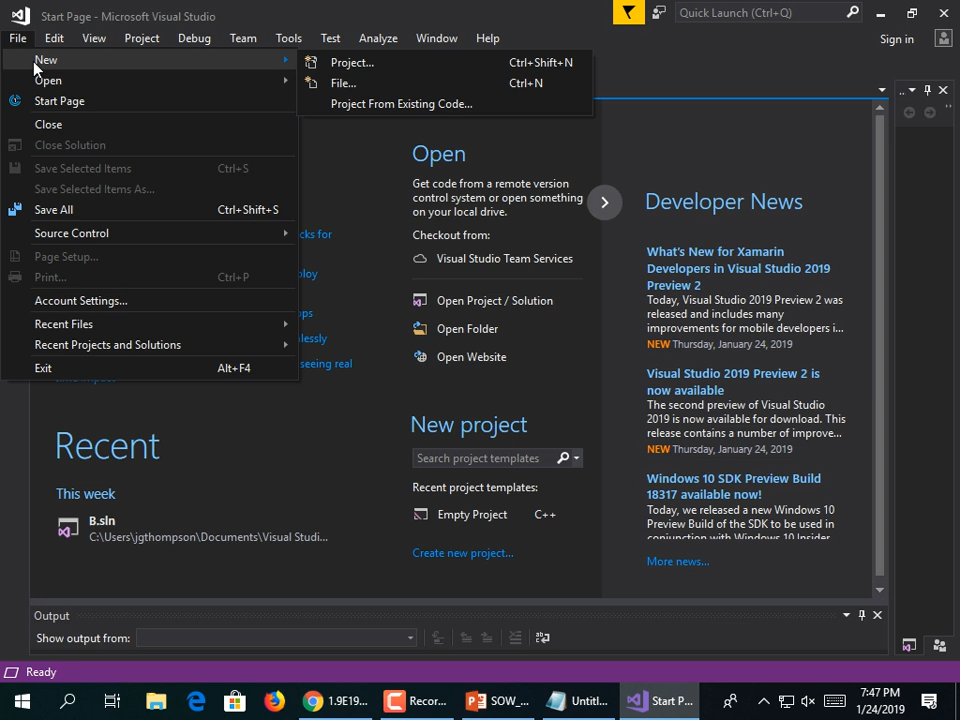 Start Page - Microsoft Visual Studio
Quick Launch (Ctrl+Q)
File Edit View Project Debug Team Tools Test Analyze Window Help
Sign in
New
Open
Start Page
Close
Close Solution
Save Selected Items Ctrl+S
Save Selected Items As...
Save All Ctrl+Shift+S
Source Control
Page Setup...
Print... Ctrl+P
Account Settings...
Recent Files
Recent Projects and Solutions
Exit Alt+F4
Project... Ctrl+Shift+N
File... Ctrl+N
Project From Existing Code...
..
cks for
ploy
ps
lessly
seeing real
Recent
This week
B.sln
C:\Users\jgthompson\Documents\Visual Studi...
Open
Get code from a remote version
control system or open something
on your local drive.
Checkout from:
Visual Studio Team Services
Open Project / Solution
Open Folder
Open Website
New project
Search project templates
Recent project templates:
Empty Project C++
Create new project...
Developer News
What's New for Xamarin
Developers in Visual Studio 2019
Preview 2
Today, Visual Studio 2019 Preview 2 was
released and includes many
improvements for mobile developers i...
NEW Thursday, January 24, 2019
Visual Studio 2019 Preview 2 is
now available
The second preview of Visual Studio
2019 is now available for download. This
release contains a number of improve...
NEW Thursday, January 24, 2019
Windows 10 SDK Preview Build
18317 available now!
Today, we released a new Windows 10
Preview Build of the SDK to be used in
conjunction with Windows 10 Insider
More news...
Output
Show output from:
Ready
1.9E19...
Recor...
SOW_...
Untitl...
Start P...
7:47 PM
1/24/2019